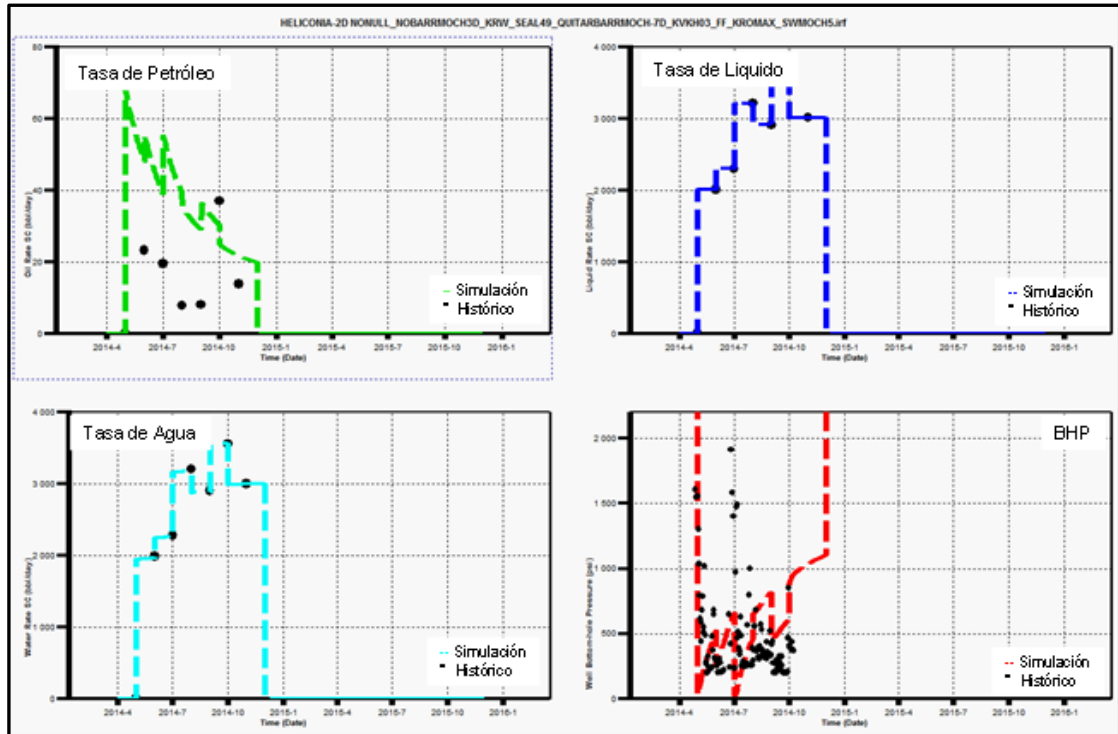 HELICONIA-2D NONULL_NOBARRMOCH3D_KRW_SEAL49_QUITARBARRMOCH-7D_KVKH03_FF_KROMAX_SWMOCH5.irf
Tasa de Petróleo
80
60
40
20
0
Oil Rate SC (bbl/day)
Simulación
Histórico
2014-4 2014-7 2014-10 2015-1 2015-4 2015-7 2015-10 2016-1
Time (Date)
Tasa de Liquido
4 000
3 000
2 000
1 000
0
Liquid Rate SC (bbl/day)
Simulación
Histórico
2014-4 2014-7 2014-10 2015-1 2015-4 2015-7 2015-10 2016-1
Time (Date)
Tasa de Agua
4 000
3 000
2 000
1 000
0
Water Rate SC (bbl/day)
Simulación
Histórico
2014-4 2014-7 2014-10 2015-1 2015-4 2015-7 2015-10 2016-1
Time (Date)
BHP
2 000
1 500
1 000
500
0
Well Bottom-hole Pressure (psi)
Simulación
Histórico
2014-4 2014-7 2014-10 2015-1 2015-4 2015-7 2015-10 2016-1
Time (Date)